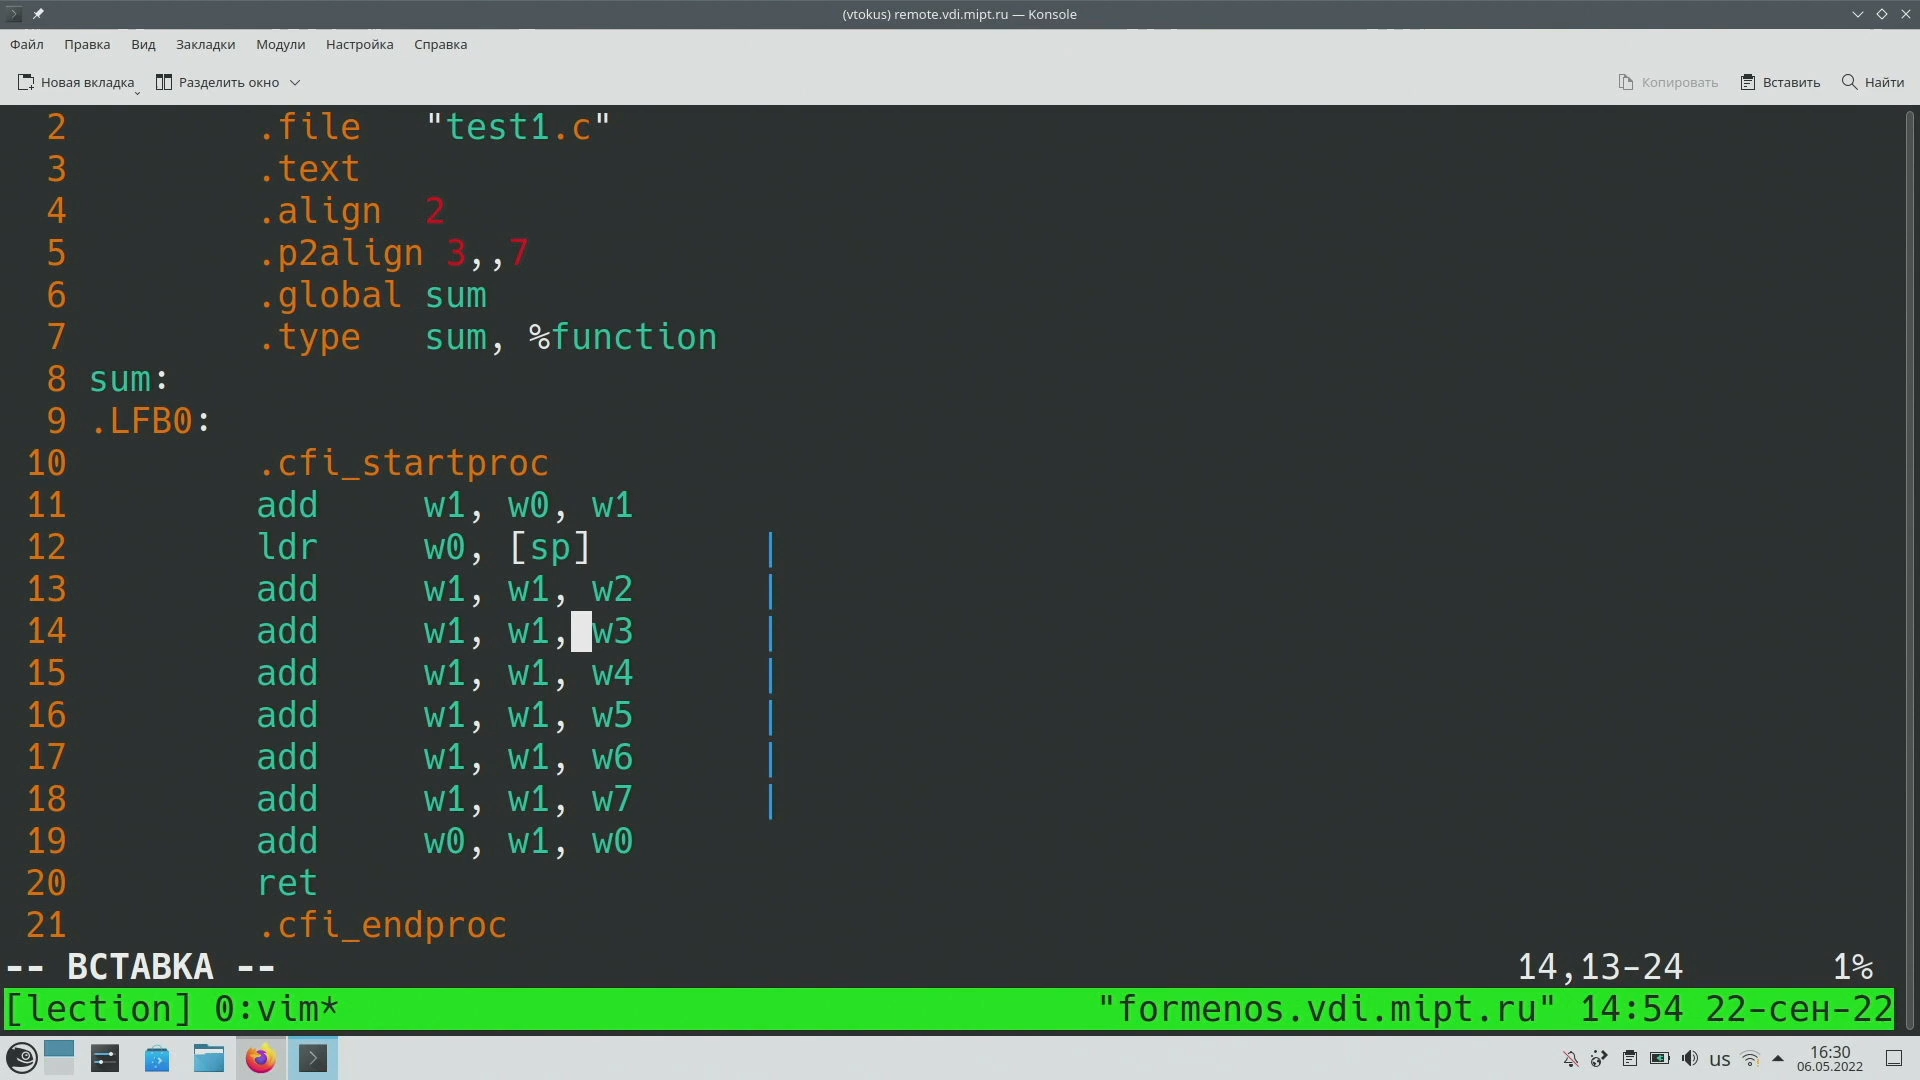 (vtokus) remote.vdi.mipt.ru — Konsole
Файл Правка Вид Закладки Модули Настройка Справка
Новая вкладка Разделить окно Копировать Вставить Найти
2 .file "test1.c"
3 .text
4 .align 2
5 .p2align 3,,7
6 .global sum
7 .type sum, %function
8 sum:
9 .LFB0:
10 .cfi_startproc
11 add w1, w0, w1
12 ldr w0, [sp] |
13 add w1, w1, w2 |
14 add w1, w1, w3 |
15 add w1, w1, w4 |
16 add w1, w1, w5 |
17 add w1, w1, w6 |
18 add w1, w1, w7 |
19 add w0, w1, w0
20 ret
21 .cfi_endproc
-- ВСТАВКА -- 14,13-24 1%
[lection] 0:vim* "formenos.vdi.mipt.ru" 14:54 22-сен-22
us 16:30
06.05.2022